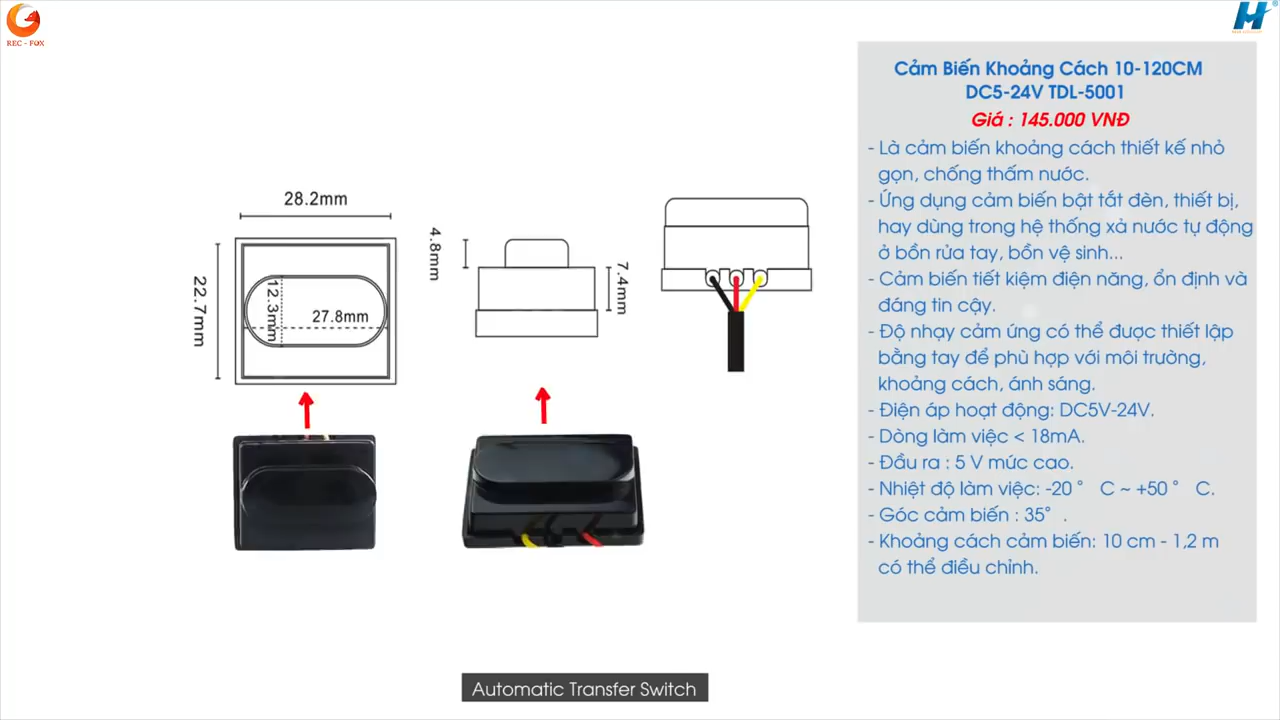 REC - FOX
H
Cảm Biến Khoảng Cách 10-120CM
DC5-24V TDL-5001
Giá : 145.000 VNĐ
- Là cảm biến khoảng cách thiết kế nhỏ
gọn, chống thấm nước.
- Ứng dụng cảm biến bật tắt đèn, thiết bị,
hay dùng trong hệ thống xả nước tự động
ở bồn rửa tay, bồn vệ sinh...
- Cảm biến tiết kiệm điện năng, ổn định và
đáng tin cậy.
- Độ nhạy cảm ứng có thể được thiết lập
bằng tay để phù hợp với môi trường,
khoảng cách, ánh sáng.
- Điện áp hoạt động: DC5V-24V.
- Dòng làm việc < 18mA.
- Đầu ra : 5 V mức cao.
- Nhiệt độ làm việc: -20 ° C ~ +50 ° C.
- Góc cảm biến : 35° .
- Khoảng cách cảm biến: 10 cm - 1,2 m
có thể điều chỉnh.
28.2mm
22.7mm
12.3mm
27.8mm
4.8mm
7.4mm
Automatic Transfer Switch